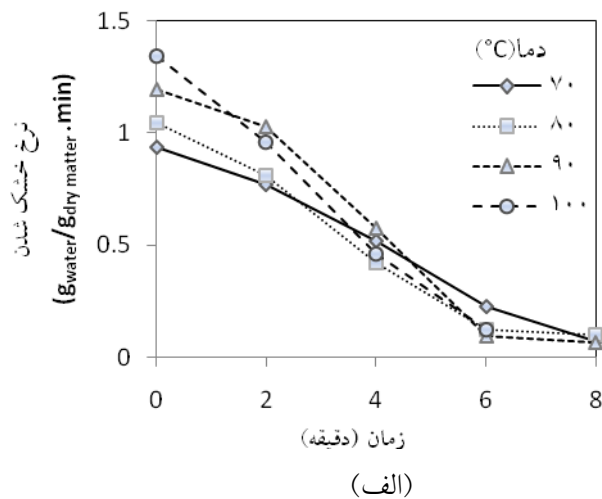 1.5
1
0.5
0
0 2 4 6 8
دما(°C)
۷۰
۸۰
۹۰
۱۰۰
نرخ خشک شدن
(gwater/gdry matter·min)
زمان (دقیقه)
(الف)